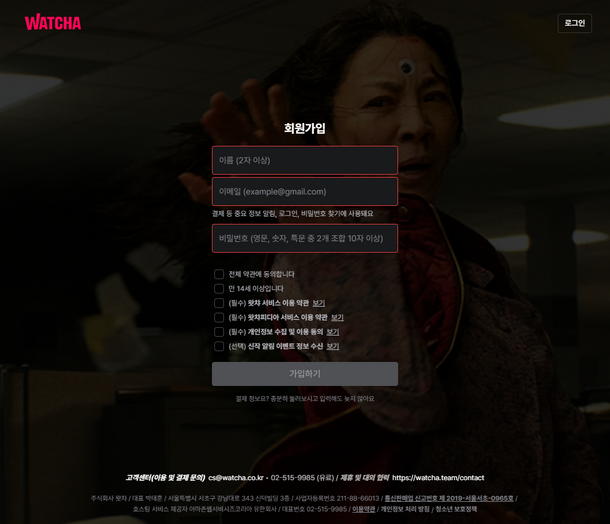 WATCHA
로그인
회원가입
이름 (2자 이상)
이메일 (example@gmail.com)
결제 등 중요 정보 알림, 로그인, 비밀번호 찾기에 사용돼요
비밀번호 (영문, 숫자, 특문 중 2개 조합 10자 이상)
전체 약관에 동의합니다
만 14세 이상입니다
(필수) 왓챠 서비스 이용 약관 보기
(필수) 왓챠피디아 서비스 이용 약관 보기
(필수) 개인정보 수집 및 이용 동의 보기
(선택) 신작 알림 이벤트 정보 수신 보기
가입하기
결제 정보요? 충분히 둘러보시고 입력해도 늦지 않아요
고객센터(이용 및 결제 문의) cs@watcha.co.kr • 02-515-9985 (유료) / 제휴 및 대외 협력 https://watcha.team/contact
주식회사 왓챠 / 대표 박태훈 / 서울특별시 서초구 강남대로 343 신덕빌딩 3층 / 사업자등록번호 211-88-66013 / 통신판매업 신고번호 제 2019-서울서초-0965호 /
호스팅 서비스 제공자 아마존웹서비시즈코리아 유한회사 / 대표번호 02-515-9985 / 이용약관 / 개인정보 처리 방침 / 청소년 보호정책